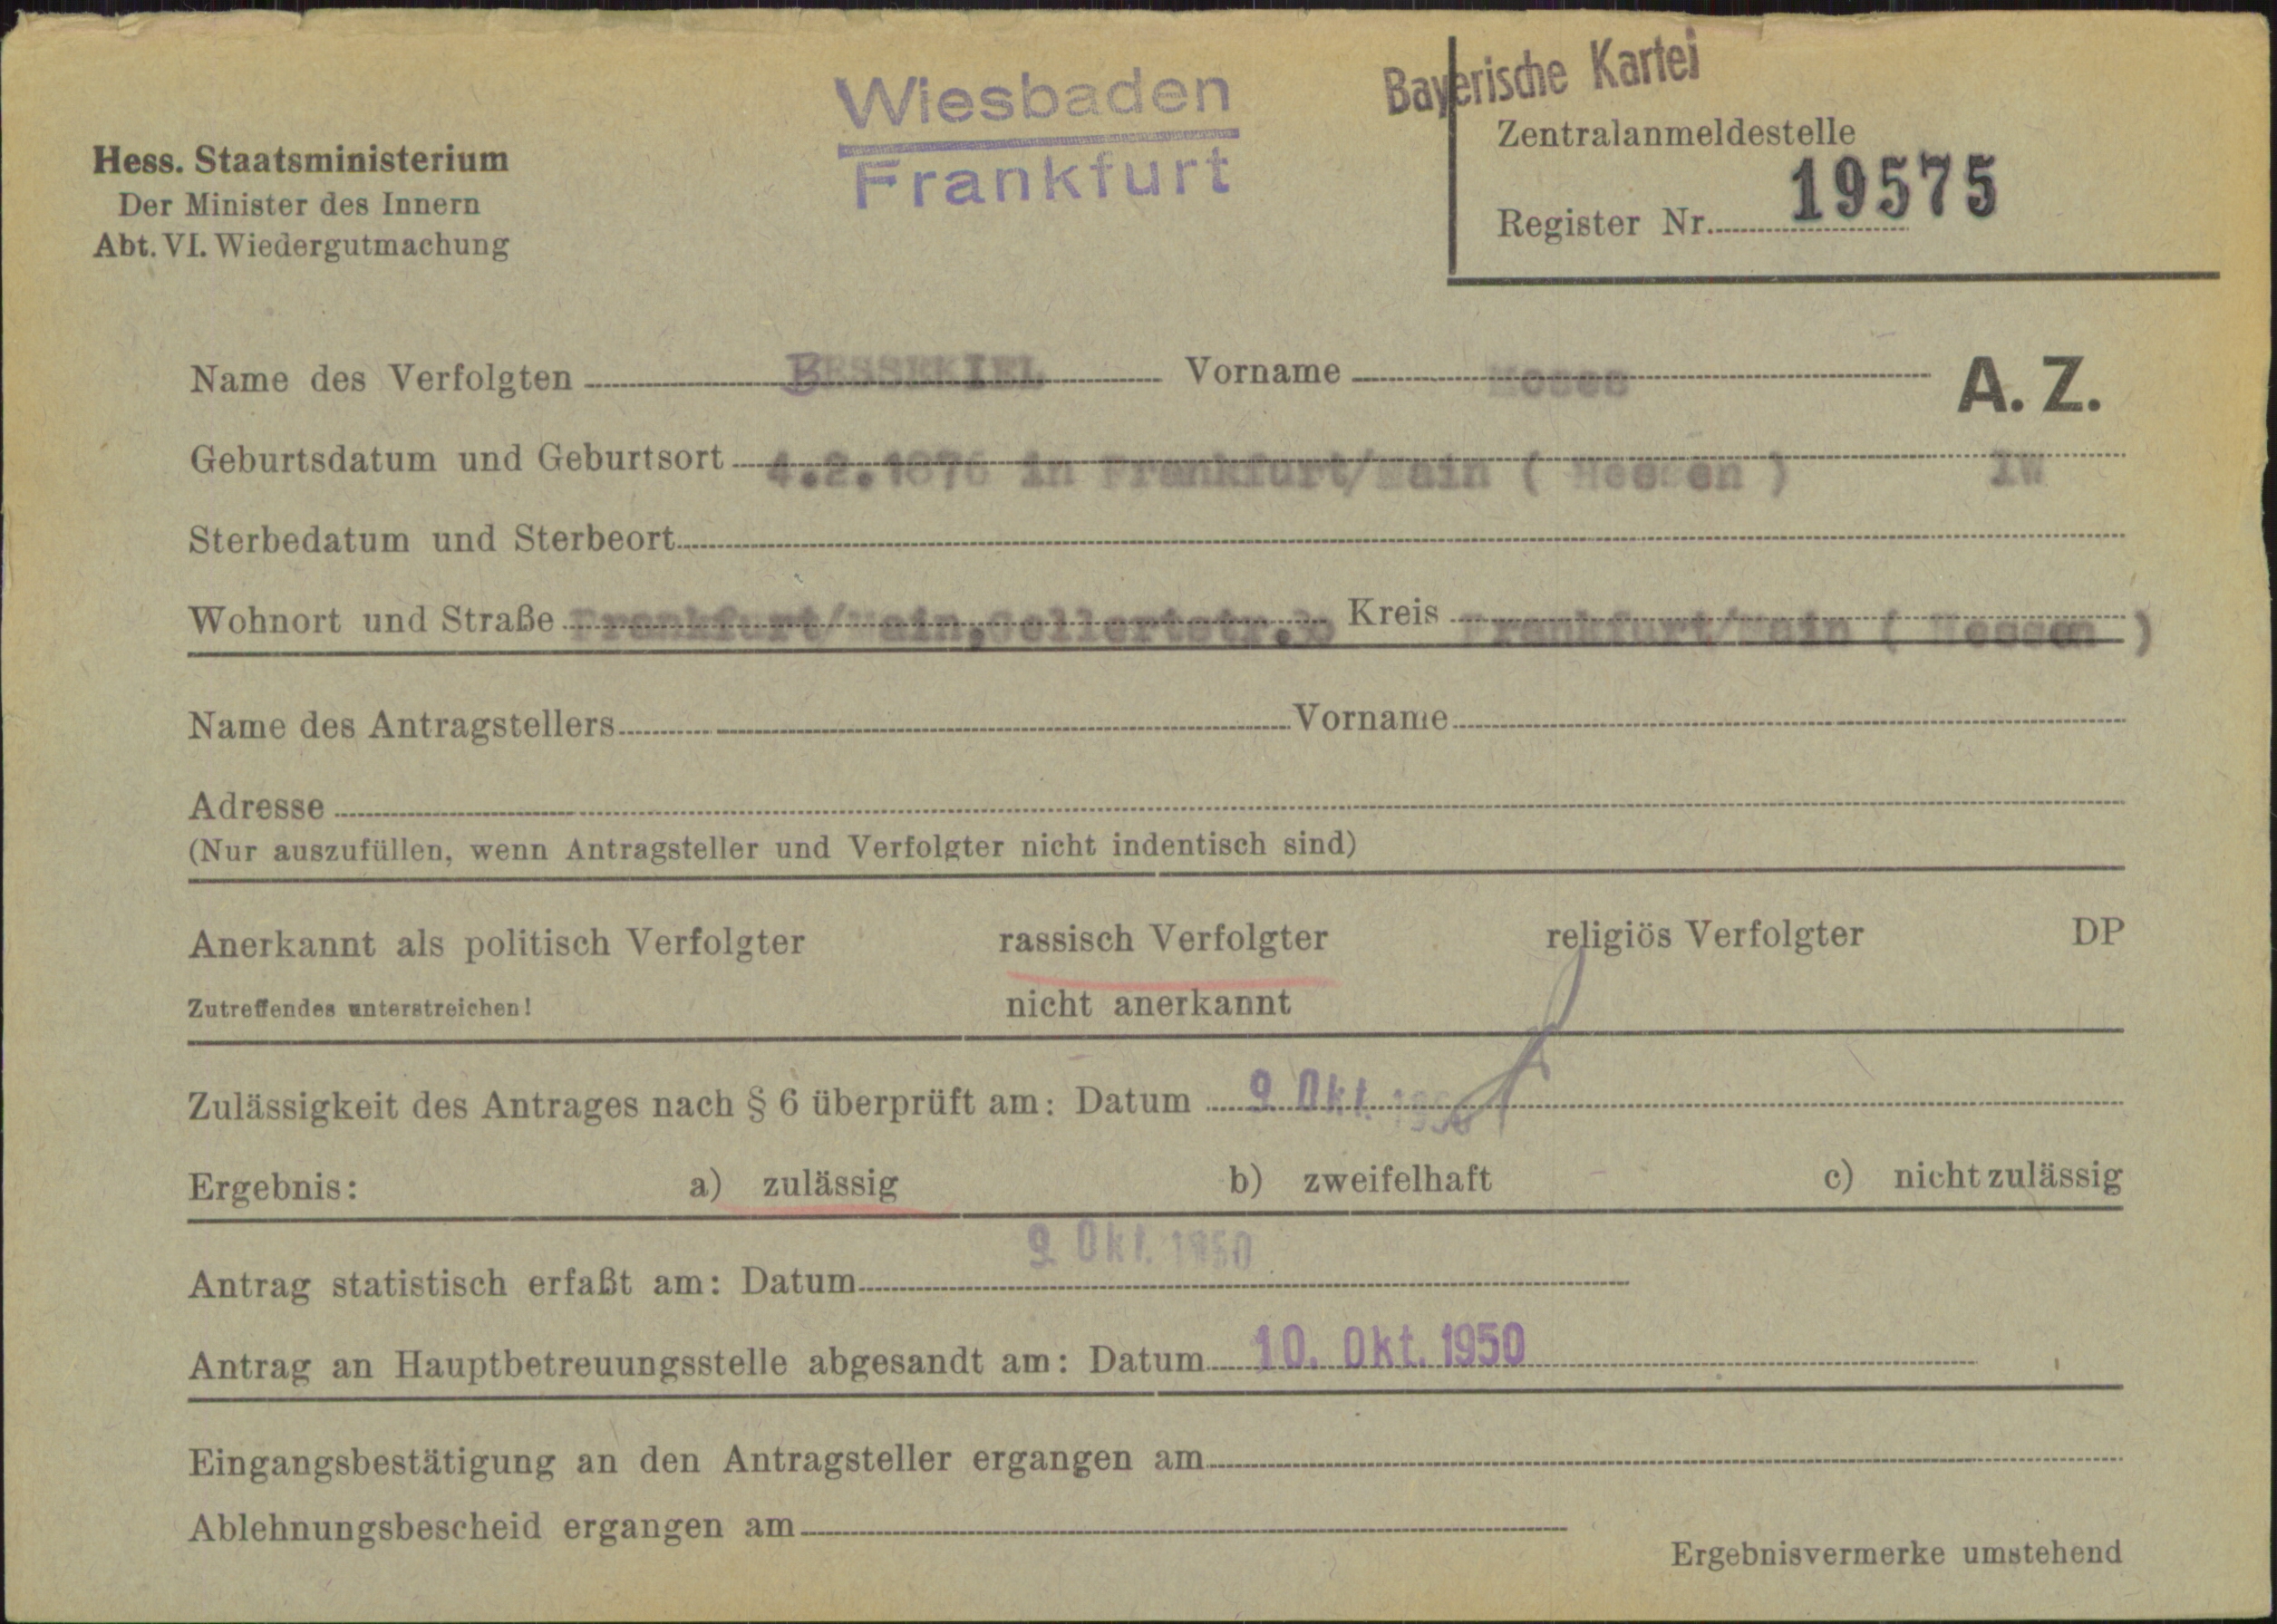 Bayerische Kartei
Wiesbaden
Frankfurt
Hess. Staatsministerium
Der Minister des Innern
Abt. VI. Wiedergutmachung
Zentralanmeldestelle
Register Nr. 19575
Name des Verfolgten BESSEKIEL Vorname Moses A. Z.
Geburtsdatum und Geburtsort 4.2.1876 in Frankfurt/Main ( Hessen ) IW
Sterbedatum und Sterbeort
Wohnort und Straße Frankfurt/Main, Gellertstr. Kreis Frankfurt/Main ( Hessen )
Name des Antragstellers Vorname
Adresse
(Nur auszufüllen, wenn Antragsteller und Verfolgter nicht indentisch sind)
Anerkannt als politisch Verfolgter rassisch Verfolgter religiös Verfolgter DP
Zutreffendes unterstreichen! nicht anerkannt
Zulässigkeit des Antrages nach § 6 überprüft am: Datum 9. Okt. 1950
Ergebnis: a) zulässig b) zweifelhaft c) nicht zulässig
Antrag statistisch erfaßt am: Datum 9. Okt. 1950
Antrag an Hauptbetreuungsstelle abgesandt am: Datum 10. Okt. 1950
Eingangsbestätigung an den Antragsteller ergangen am
Ablehnungsbescheid ergangen am
Ergebnisvermerke umstehend